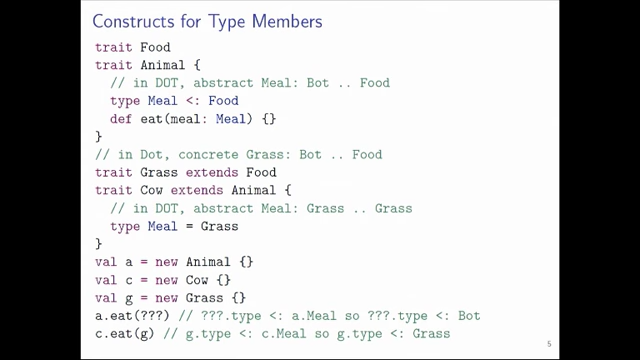 Constructs for Type Members
trait Food
trait Animal {
// in DOT, abstract Meal: Bot .. Food
type Meal <: Food
def eat(meal: Meal) {}
}
// in Dot, concrete Grass: Bot .. Food
trait Grass extends Food
trait Cow extends Animal {
// in DOT, abstract Meal: Grass .. Grass
type Meal = Grass
}
val a = new Animal {}
val c = new Cow {}
val g = new Grass {}
a.eat(???) // ???.type <: a.Meal so ???.type <: Bot
c.eat(g) // g.type <: c.Meal so g.type <: Grass
5